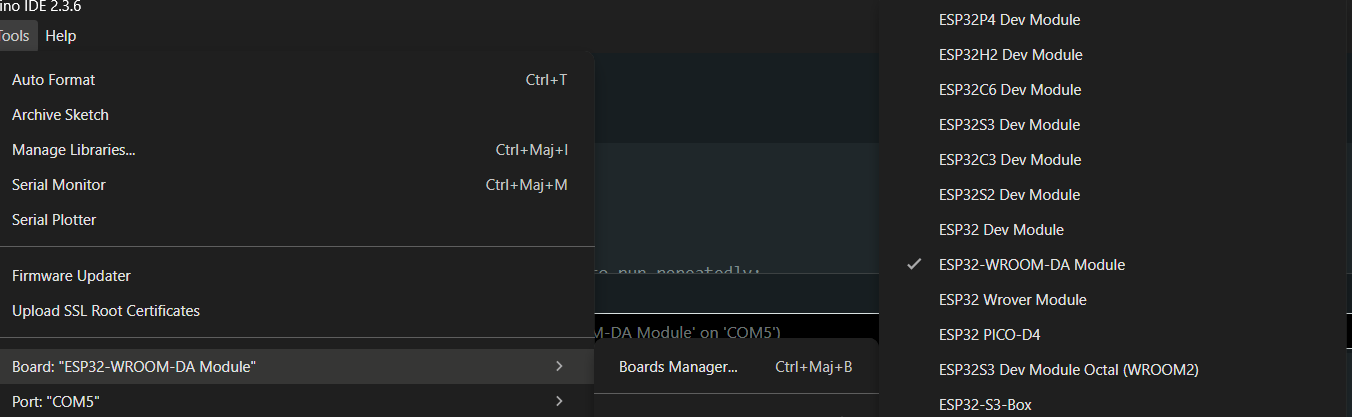 ino IDE 2.3.6
Tools Help
Auto Format Ctrl+T
Archive Sketch
Manage Libraries... Ctrl+Maj+I
Serial Monitor Ctrl+Maj+M
Serial Plotter
Firmware Updater
Upload SSL Root Certificates
Board: "ESP32-WROOM-DA Module"
Port: "COM5"
run repeatedly:
M-DA Module' on 'COM5')
Boards Manager... Ctrl+Maj+B
ESP32P4 Dev Module
ESP32H2 Dev Module
ESP32C6 Dev Module
ESP32S3 Dev Module
ESP32C3 Dev Module
ESP32S2 Dev Module
ESP32 Dev Module
ESP32-WROOM-DA Module
ESP32 Wrover Module
ESP32 PICO-D4
ESP32S3 Dev Module Octal (WROOM2)
ESP32-S3-Box